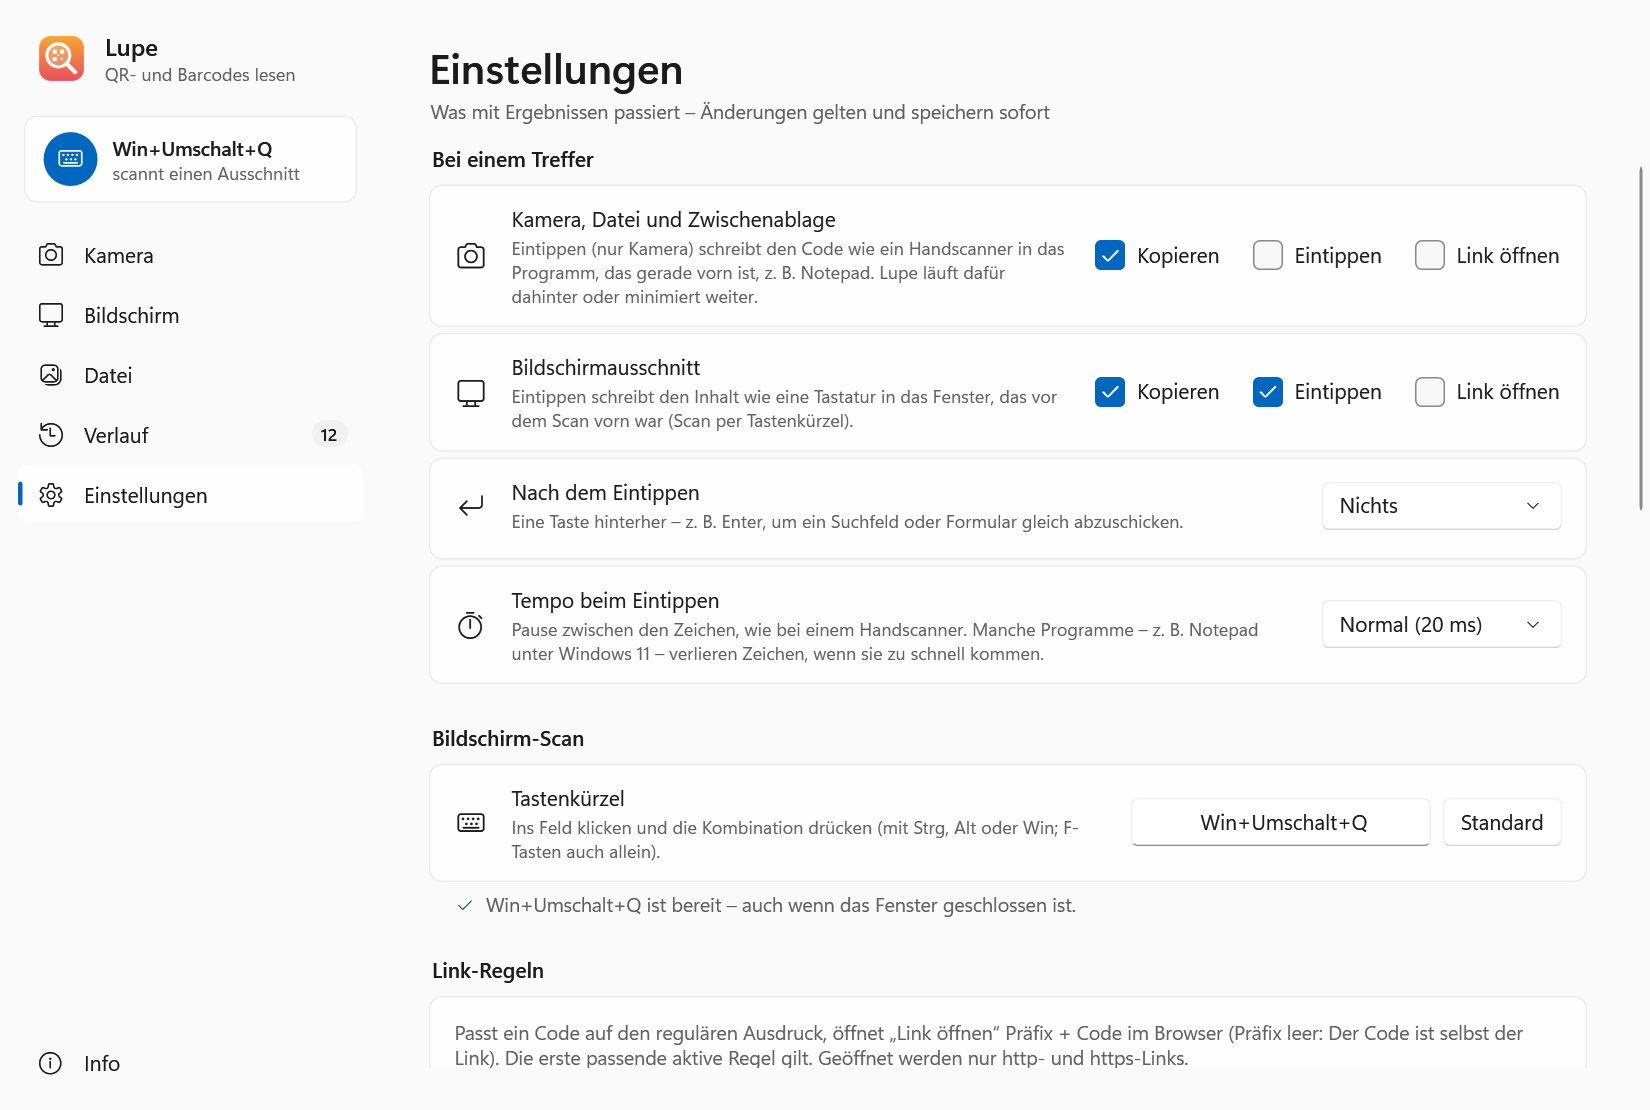 Lupe
QR- und Barcodes lesen
Win+Umschalt+Q
scannt einen Ausschnitt
Kamera
Bildschirm
Datei
Verlauf
12
Einstellungen
Info
Einstellungen
Was mit Ergebnissen passiert – Änderungen gelten und speichern sofort
Bei einem Treffer
Kamera, Datei und Zwischenablage
Eintippen (nur Kamera) schreibt den Code wie ein Handscanner in das
Programm, das gerade vorn ist, z. B. Notepad. Lupe läuft dafür
dahinter oder minimiert weiter.
Kopieren
Eintippen
Link öffnen
Bildschirmausschnitt
Eintippen schreibt den Inhalt wie eine Tastatur in das Fenster, das vor
dem Scan vorn war (Scan per Tastenkürzel).
Kopieren
Eintippen
Link öffnen
Nach dem Eintippen
Eine Taste hinterher – z. B. Enter, um ein Suchfeld oder Formular gleich abzuschicken.
Nichts
Tempo beim Eintippen
Pause zwischen den Zeichen, wie bei einem Handscanner. Manche Programme – z. B. Notepad
unter Windows 11 – verlieren Zeichen, wenn sie zu schnell kommen.
Normal (20 ms)
Bildschirm-Scan
Tastenkürzel
Ins Feld klicken und die Kombination drücken (mit Strg, Alt oder Win; F-
Tasten auch allein).
Win+Umschalt+Q
Standard
Win+Umschalt+Q ist bereit – auch wenn das Fenster geschlossen ist.
Link-Regeln
Passt ein Code auf den regulären Ausdruck, öffnet „Link öffnen“ Präfix + Code im Browser (Präfix leer: Der Code ist selbst der
Link). Die erste passende aktive Regel gilt. Geöffnet werden nur http- und https-Links.